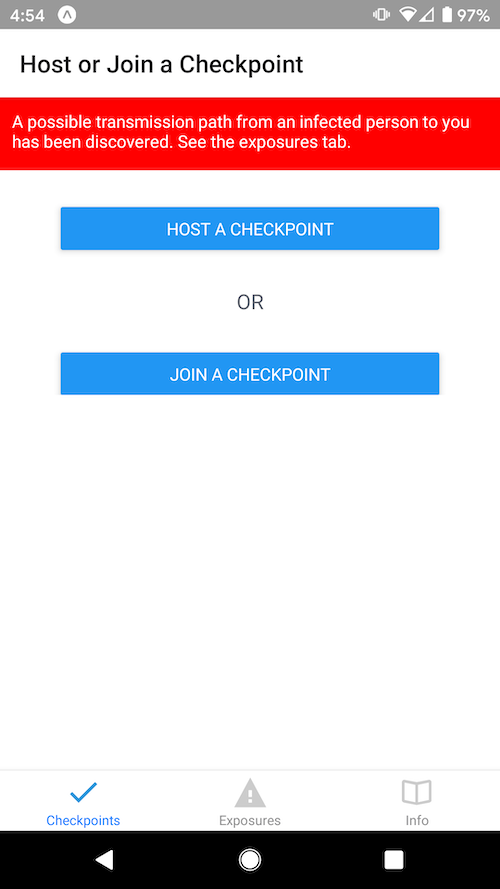 4:54
97%
Host or Join a Checkpoint
A possible transmission path from an infected person to you
has been discovered. See the exposures tab.
HOST A CHECKPOINT
OR
JOIN A CHECKPOINT
Checkpoints
Exposures
Info